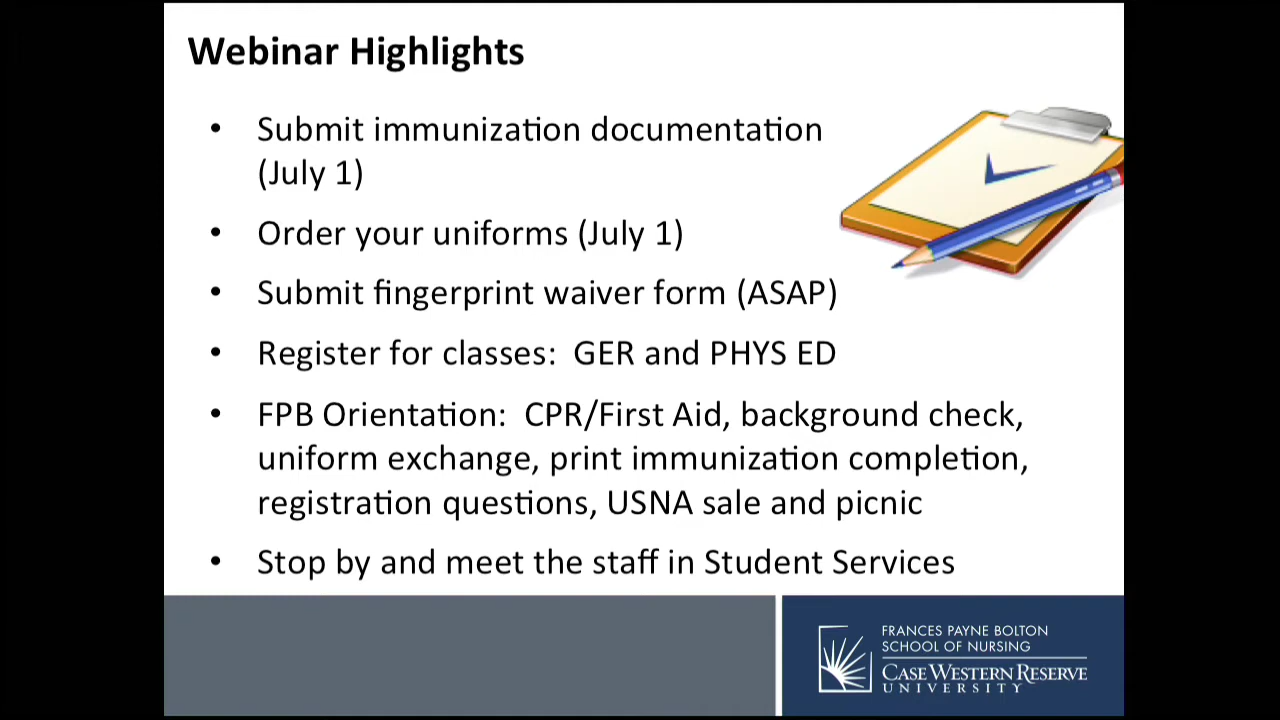 Webinar Highlights
• Submit immunization documentation
(July 1)
• Order your uniforms (July 1)
• Submit fingerprint waiver form (ASAP)
• Register for classes:  GER and PHYS ED
• FPB Orientation:  CPR/First Aid, background check,
uniform exchange, print immunization completion,
registration questions, USNA sale and picnic
• Stop by and meet the staff in Student Services
FRANCES PAYNE BOLTON
SCHOOL OF NURSING
CASE WESTERN RESERVE
UNIVERSITY